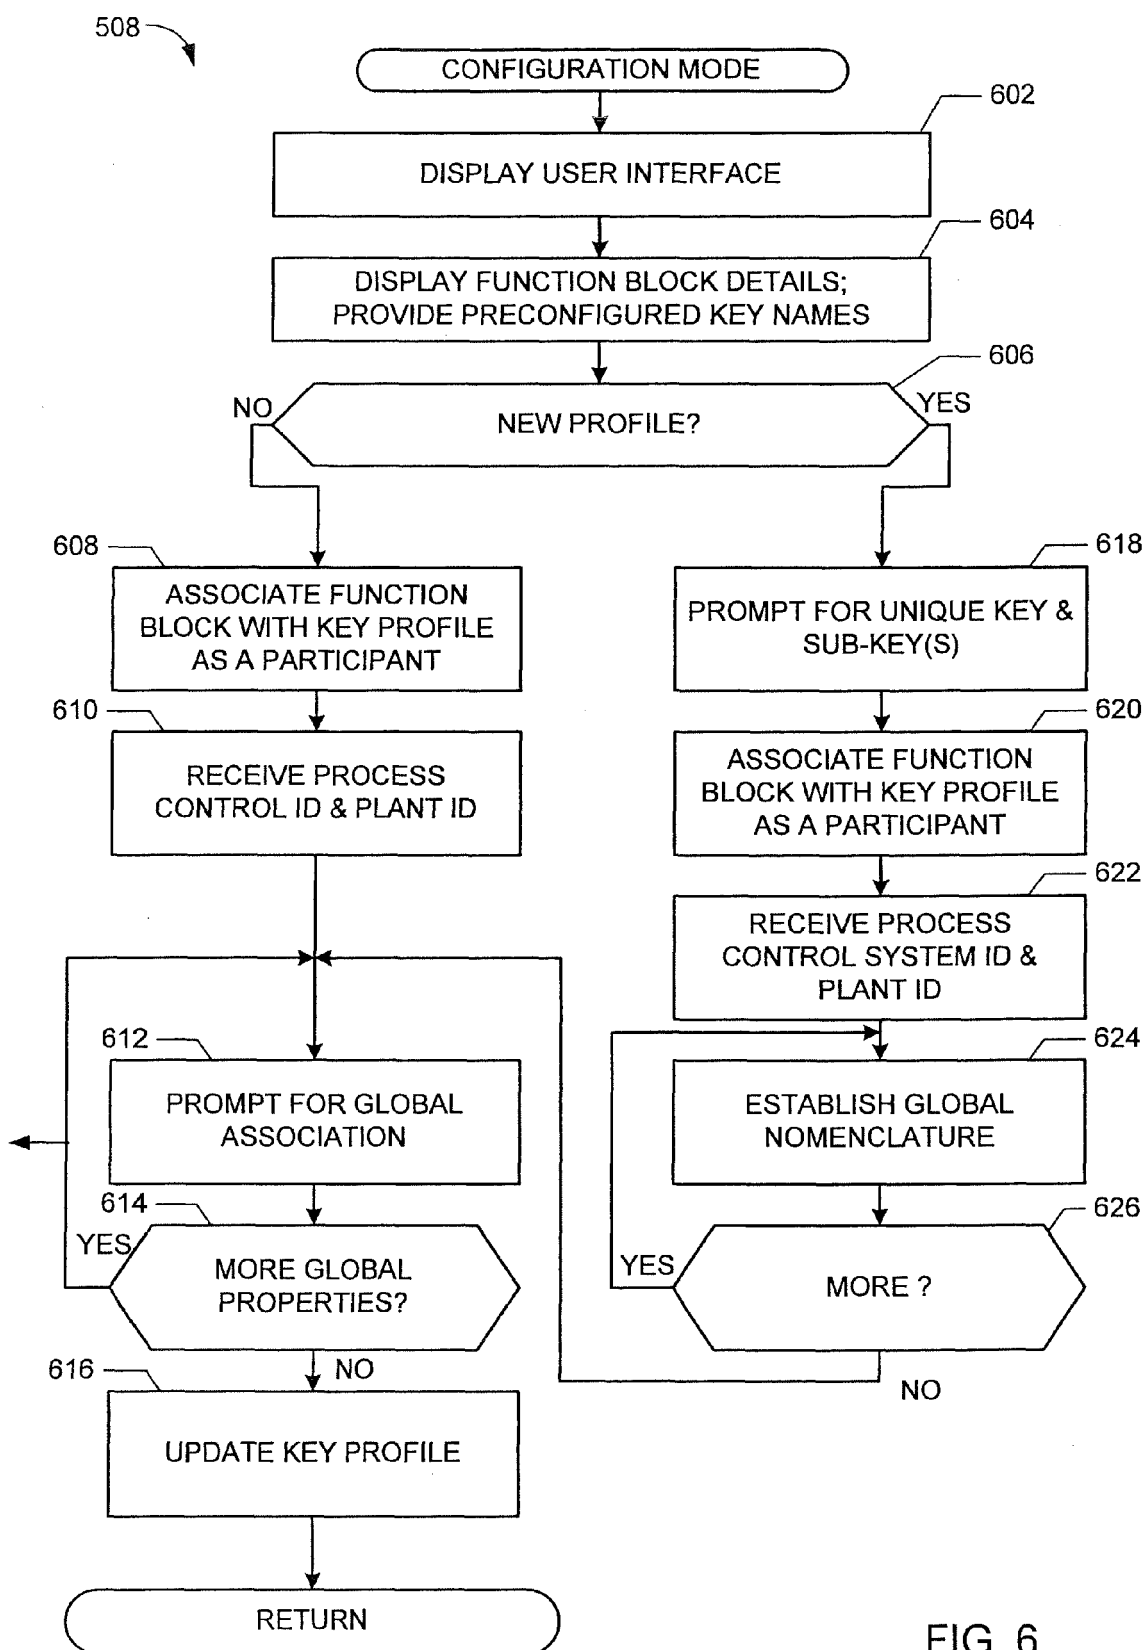 508
CONFIGURATION MODE
602
DISPLAY USER INTERFACE
604
DISPLAY FUNCTION BLOCK DETAILS;
PROVIDE PRECONFIGURED KEY NAMES
606
NO
YES
NEW PROFILE?
608
ASSOCIATE FUNCTION
BLOCK WITH KEY PROFILE
AS A PARTICIPANT
618
PROMPT FOR UNIQUE KEY &
SUB-KEY(S)
610
RECEIVE PROCESS
CONTROL ID & PLANT ID
620
ASSOCIATE FUNCTION
BLOCK WITH KEY PROFILE
AS A PARTICIPANT
622
RECEIVE PROCESS
CONTROL SYSTEM ID &
PLANT ID
612
PROMPT FOR GLOBAL
ASSOCIATION
624
ESTABLISH GLOBAL
NOMENCLATURE
614
YES
MORE GLOBAL
PROPERTIES?
NO
626
YES
MORE ?
NO
616
UPDATE KEY PROFILE
RETURN
FIG. 6